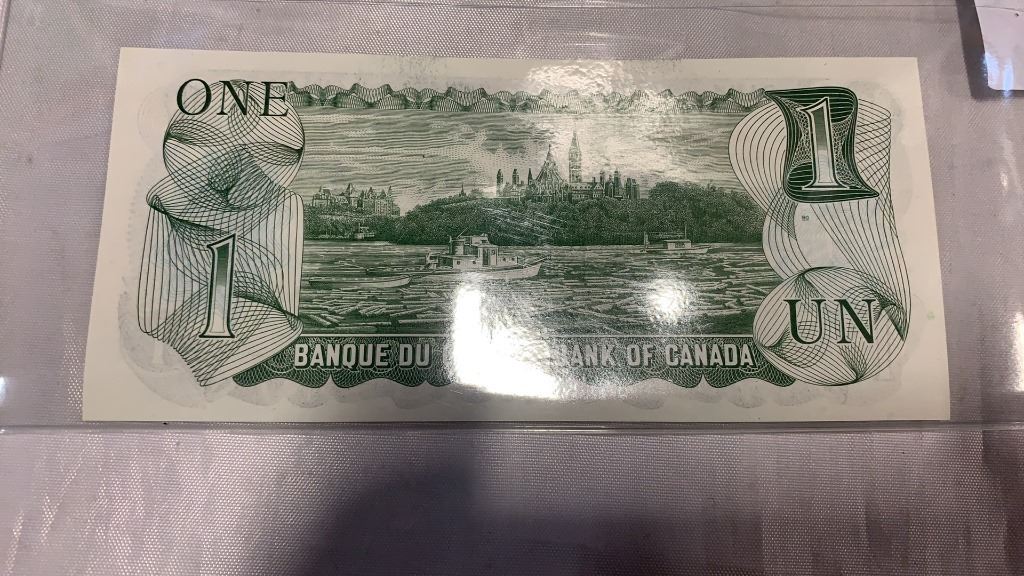 ONE
1
1
UN
BANQUE DU BANK OF CANADA